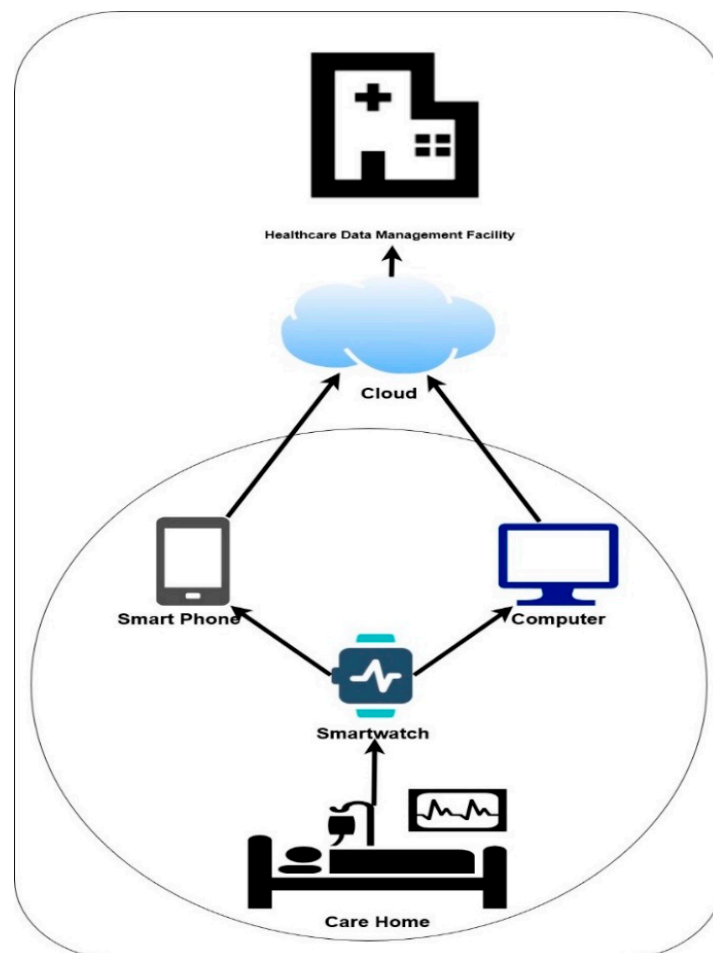 Healthcare Data Management Facility
Cloud
Smart Phone
Computer
Smartwatch
Care Home